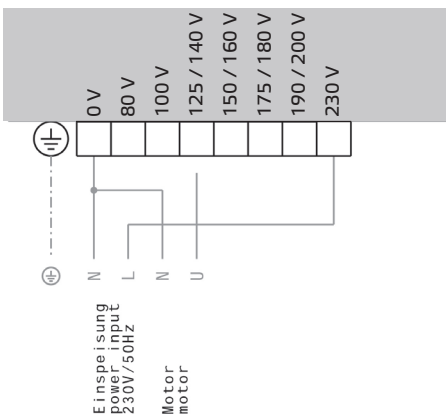 0 V
80 V
100 V
125 / 140 V
150 / 160 V
175 / 180 V
190 / 200 V
230 V
N
L
N
U
Einspeisung
power input
230V/50Hz
Motor
motor